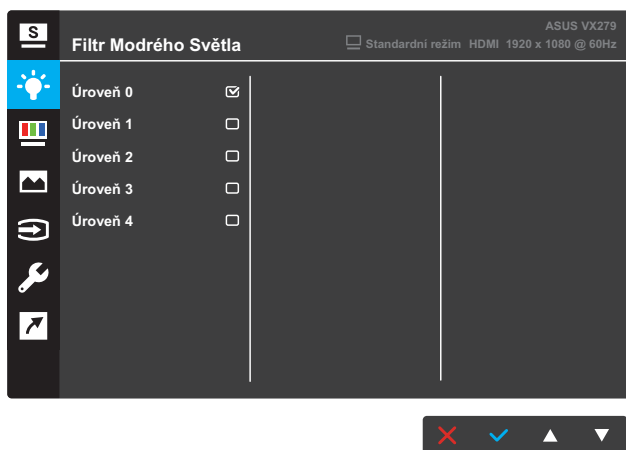 S
ASUS VX279
Filtr Modrého Světla
Standardní režim HDMI 1920 x 1080 @ 60Hz
Úroveň 0
Úroveň 1
Úroveň 2
Úroveň 3
Úroveň 4